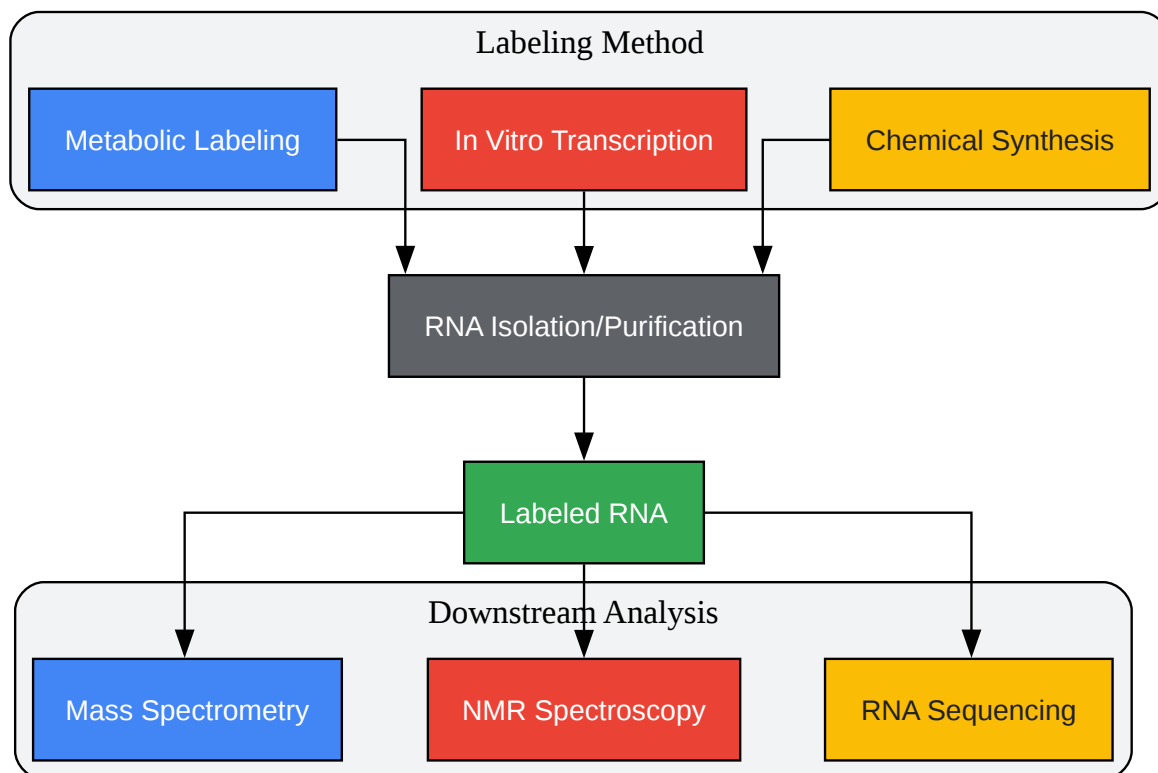 Labeling Method
Metabolic Labeling
In Vitro Transcription
Chemical Synthesis
RNA Isolation/Purification
Labeled RNA
Downstream Analysis
Mass Spectrometry
NMR Spectroscopy
RNA Sequencing